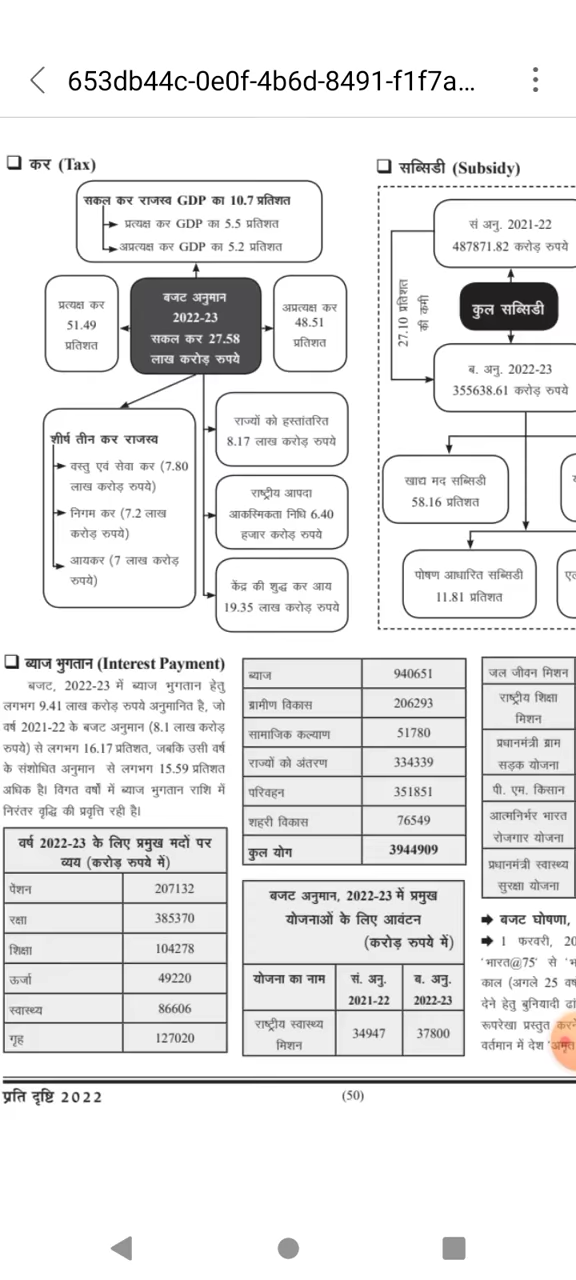 653db44c-0e0f-4b6d-8491-f1f7a...
❑ कर (Tax)
सकल कर राजस्व GDP का 10.7 प्रतिशत
प्रत्यक्ष कर GDP का 5.5 प्रतिशत
अप्रत्यक्ष कर GDP का 5.2 प्रतिशत
प्रत्यक्ष कर
51.49
प्रतिशत
बजट अनुमान
2022-23
सकल कर 27.58
लाख करोड़ रुपये
अप्रत्यक्ष कर
48.51
प्रतिशत
शीर्ष तीन कर राजस्व
वस्तु एवं सेवा कर (7.80
लाख करोड़ रुपये)
निगम कर (7.2 लाख
करोड़ रुपये)
आयकर (7 लाख करोड़
रुपये)
राज्यों को हस्तांतरित
8.17 लाख करोड़ रुपये
राष्ट्रीय आपदा
आकस्मिकता निधि 6.40
हजार करोड़ रुपये
केंद्र की शुद्ध कर आय
19.35 लाख करोड़ रुपये
❑ सब्सिडी (Subsidy)
सं अनु. 2021-22
487871.82 करोड़ रुपये
27.10 प्रतिशत
की कमी
कुल सब्सिडी
ब. अनु. 2022-23
355638.61 करोड़ रुपये
खाद्य मद सब्सिडी
58.16 प्रतिशत
पोषण आधारित सब्सिडी
11.81 प्रतिशत
❑ ब्याज भुगतान (Interest Payment)
बजट, 2022-23 में ब्याज भुगतान हेतु
लगभग 9.41 लाख करोड़ रुपये अनुमानित है, जो
वर्ष 2021-22 के बजट अनुमान (8.1 लाख करोड़
रुपये) से लगभग 16.17 प्रतिशत, जबकि उसी वर्ष
के संशोधित अनुमान से लगभग 15.59 प्रतिशत
अधिक है। विगत वर्षों में ब्याज भुगतान राशि में
निरंतर वृद्धि की प्रवृत्ति रही है।
वर्ष 2022-23 के लिए प्रमुख मदों पर
व्यय (करोड़ रुपये में)
पेंशन 207132
रक्षा 385370
शिक्षा 104278
ऊर्जा 49220
स्वास्थ्य 86606
गृह 127020
ब्याज 940651
ग्रामीण विकास 206293
सामाजिक कल्याण 51780
राज्यों को अंतरण 334339
परिवहन 351851
शहरी विकास 76549
कुल योग 3944909
बजट अनुमान, 2022-23 में प्रमुख
योजनाओं के लिए आवंटन
(करोड़ रुपये में)
योजना का नाम सं. अनु. ब. अनु.
2021-22 2022-23
राष्ट्रीय स्वास्थ्य
मिशन 34947 37800
जल जीवन मिशन
राष्ट्रीय शिक्षा
मिशन
प्रधानमंत्री ग्राम
सड़क योजना
पी. एम. किसान
आत्मनिर्भर भारत
रोजगार योजना
प्रधानमंत्री स्वास्थ्य
सुरक्षा योजना
➔ बजट घोषणा,
➔ 1 फरवरी, 20
'भारत@75' से
काल (अगले 25
देने हेतु बुनियादी
रूपरेखा प्रस्तुत
वर्तमान में देश
प्रति दृष्टि 2022
(50)